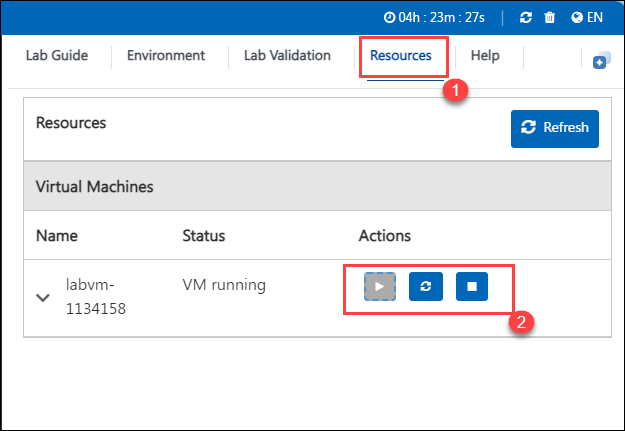 04h : 23m : 27s EN
Lab Guide Environment Lab Validation Resources Help
1
Resources Refresh
Virtual Machines
Name Status Actions
labvm-
1134158
VM running
2